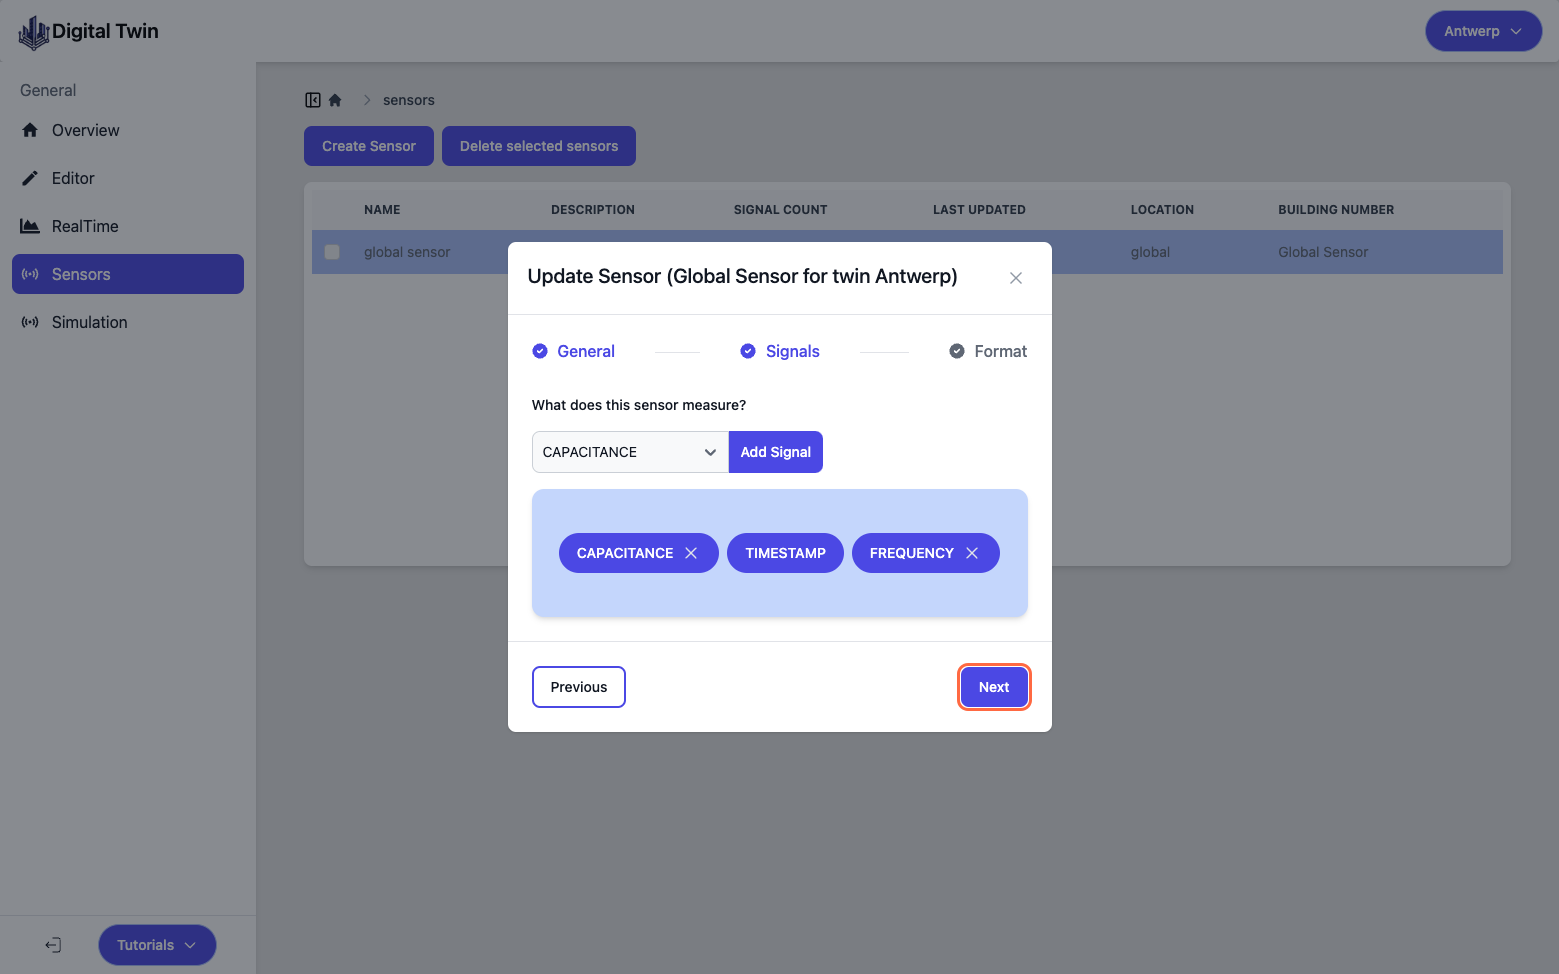 Digital Twin
Antwerp
General
Overview
Editor
RealTime
Sensors
Simulation
sensors
Create Sensor
Delete selected sensors
NAME DESCRIPTION SIGNAL COUNT LAST UPDATED LOCATION BUILDING NUMBER
global sensor global Global Sensor
Update Sensor (Global Sensor for twin Antwerp)
General Signals Format
What does this sensor measure?
CAPACITANCE Add Signal
CAPACITANCE TIMESTAMP FREQUENCY
Previous Next
Tutorials